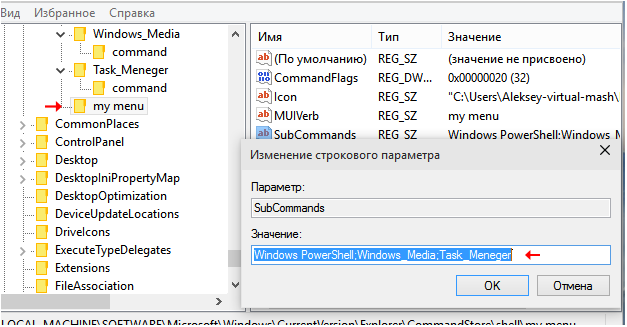 Вид Избранное Справка
Windows_Media
command
Task_Meneger
command
my menu
CommonPlaces
ControlPanel
Desktop
DesktopIniPropertyMap
DesktopOptimization
DeviceUpdateLocations
DriveIcons
ExecuteTypeDelegates
Extensions
FileAssociation
Имя Тип Значение
(По умолчанию) REG_SZ (значение не присвоено)
CommandFlags REG_DW... 0x00000020 (32)
Icon REG_SZ "C:\Users\Aleksey-virtual-mash\
MUIVerb REG_SZ my menu
SubCommands REG_SZ Windows PowerShell;Windows_M
Изменение строкового параметра
Параметр:
SubCommands
Значение:
Windows PowerShell;Windows_Media;Task_Meneger
OK Отмена
LOCAL_MACHINE\SOFTWARE\Microsoft\Windows\CurrentVersion\Explorer\CommandStore\shell\my menu